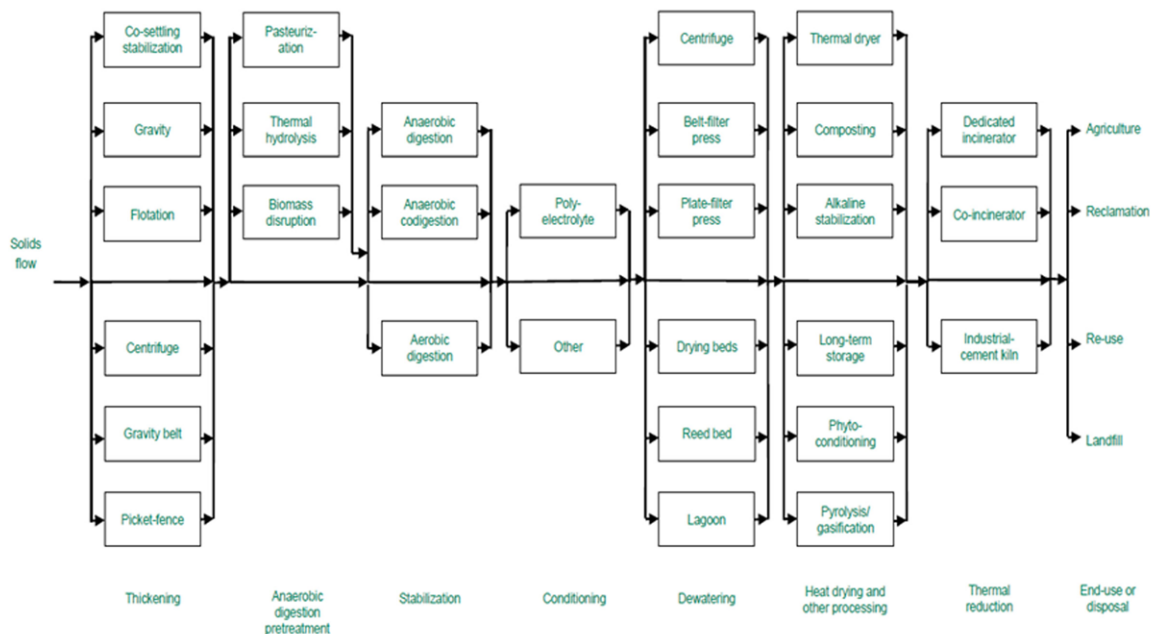 Solids
flow
Co-settling
stabilization
Gravity
Flotation
Centrifuge
Gravity belt
Picket-fence
Thickening
Pasteuriz-
ation
Thermal
hydrolysis
Biomass
disruption
Anaerobic
digestion
pretreatment
Anaerobic
digestion
Anaerobic
codigestion
Aerobic
digestion
Stabilization
Poly-
electrolyte
Other
Conditioning
Centrifuge
Belt-filter
press
Plate-filter
press
Drying beds
Reed bed
Lagoon
Dewatering
Thermal dryer
Composting
Alkaline
stabilization
Long-term
storage
Phyto-
conditioning
Pyrolysis/
gasification
Heat drying and
other processing
Dedicated
incinerator
Co-incinerator
Industrial-
cement kiln
Thermal
reduction
Agriculture
Reclamation
Re-use
Landfill
End-use or
disposal